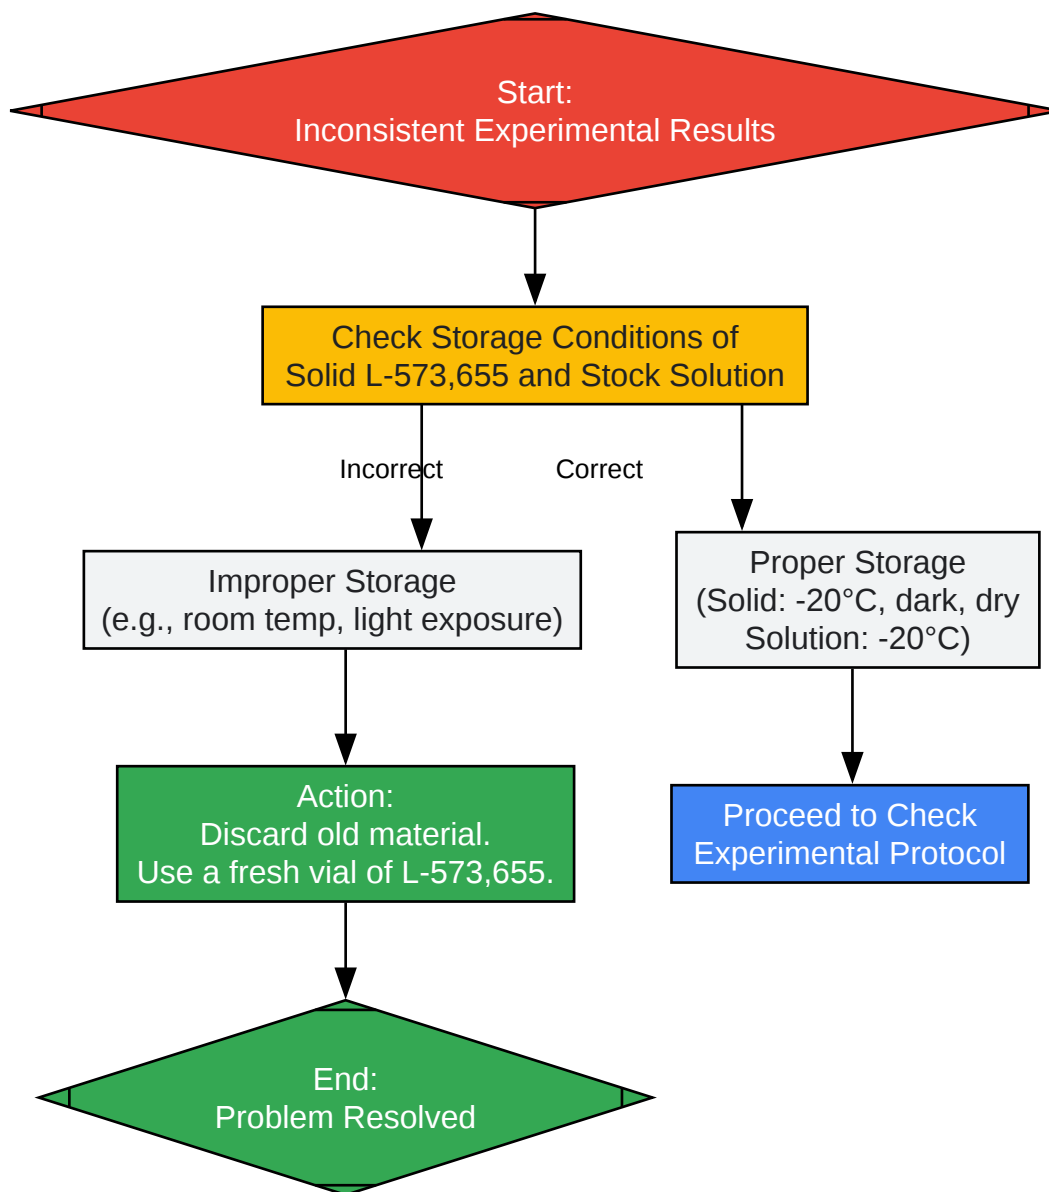 Start:
Inconsistent Experimental Results
Check Storage Conditions of
Solid L-573,655 and Stock Solution
Incorrect
Correct
Improper Storage
(e.g., room temp, light exposure)
Proper Storage
(Solid: -20°C, dark, dry
Solution: -20°C)
Action:
Discard old material.
Use a fresh vial of L-573,655.
Proceed to Check
Experimental Protocol
End:
Problem Resolved